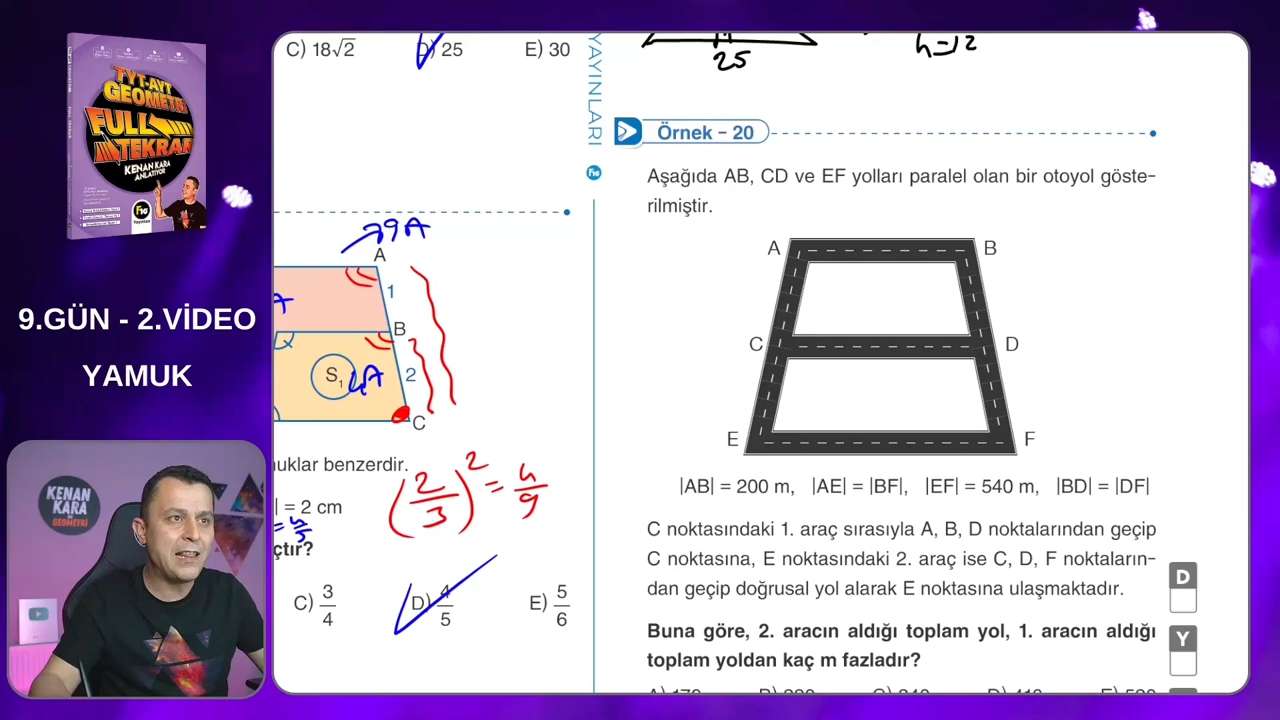 C) 18√2
D) 25
E) 30
25
h=12
YAYINLARI
TYT-AYT
GEOMETRİ
FULL
TEKRAR
KENAN KARA
ANLATIYOR
F10
9.GÜN - 2.VİDEO
YAMUK
KENAN
KARA
GEOMETRİ
9A
A
1
B
S1
4A
2
C
nuklar benzerdir.
| = 2 cm
çtır?
(2/3)² = 4/9
C) 3/4
D) 4/5
E) 5/6
Örnek – 20
Aşağıda AB, CD ve EF yolları paralel olan bir otoyol göste-
rilmiştir.
A B
C D
E F
|AB| = 200 m, |AE| = |BF|, |EF| = 540 m, |BD| = |DF|
C noktasındaki 1. araç sırasıyla A, B, D noktalarından geçip
C noktasına, E noktasındaki 2. araç ise C, D, F noktaların-
dan geçip doğrusal yol alarak E noktasına ulaşmaktadır.
Buna göre, 2. aracın aldığı toplam yol, 1. aracın aldığı
toplam yoldan kaç m fazladır?
D
Y